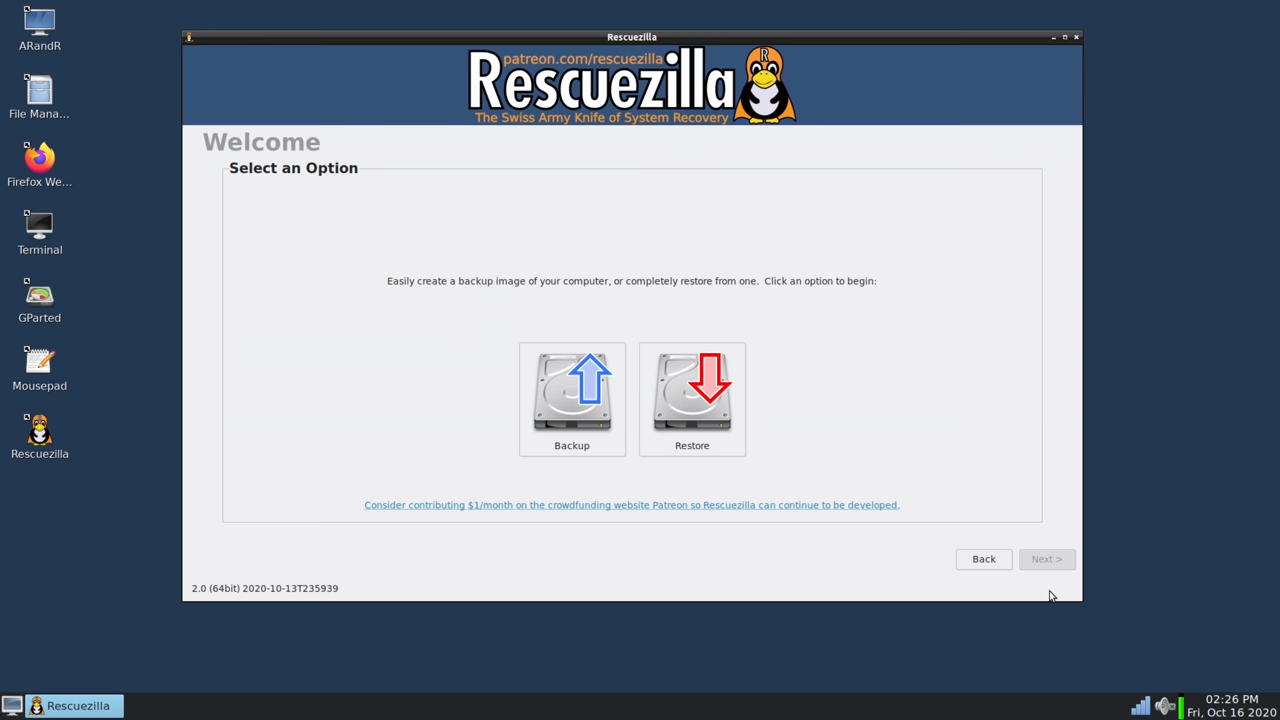 ARandR
File Mana...
Firefox We...
Terminal
GParted
Mousepad
Rescuezilla
Rescuezilla
patreon.com/rescuezilla
Rescuezilla
R
The Swiss Army Knife of System Recovery
Welcome
Select an Option
Easily create a backup image of your computer, or completely restore from one.  Click an option to begin:
Backup
Restore
Consider contributing $1/month on the crowdfunding website Patreon so Rescuezilla can continue to be developed.
Back
Next >
2.0 (64bit) 2020-10-13T235939
Rescuezilla
02:26 PM
Fri, Oct 16 2020